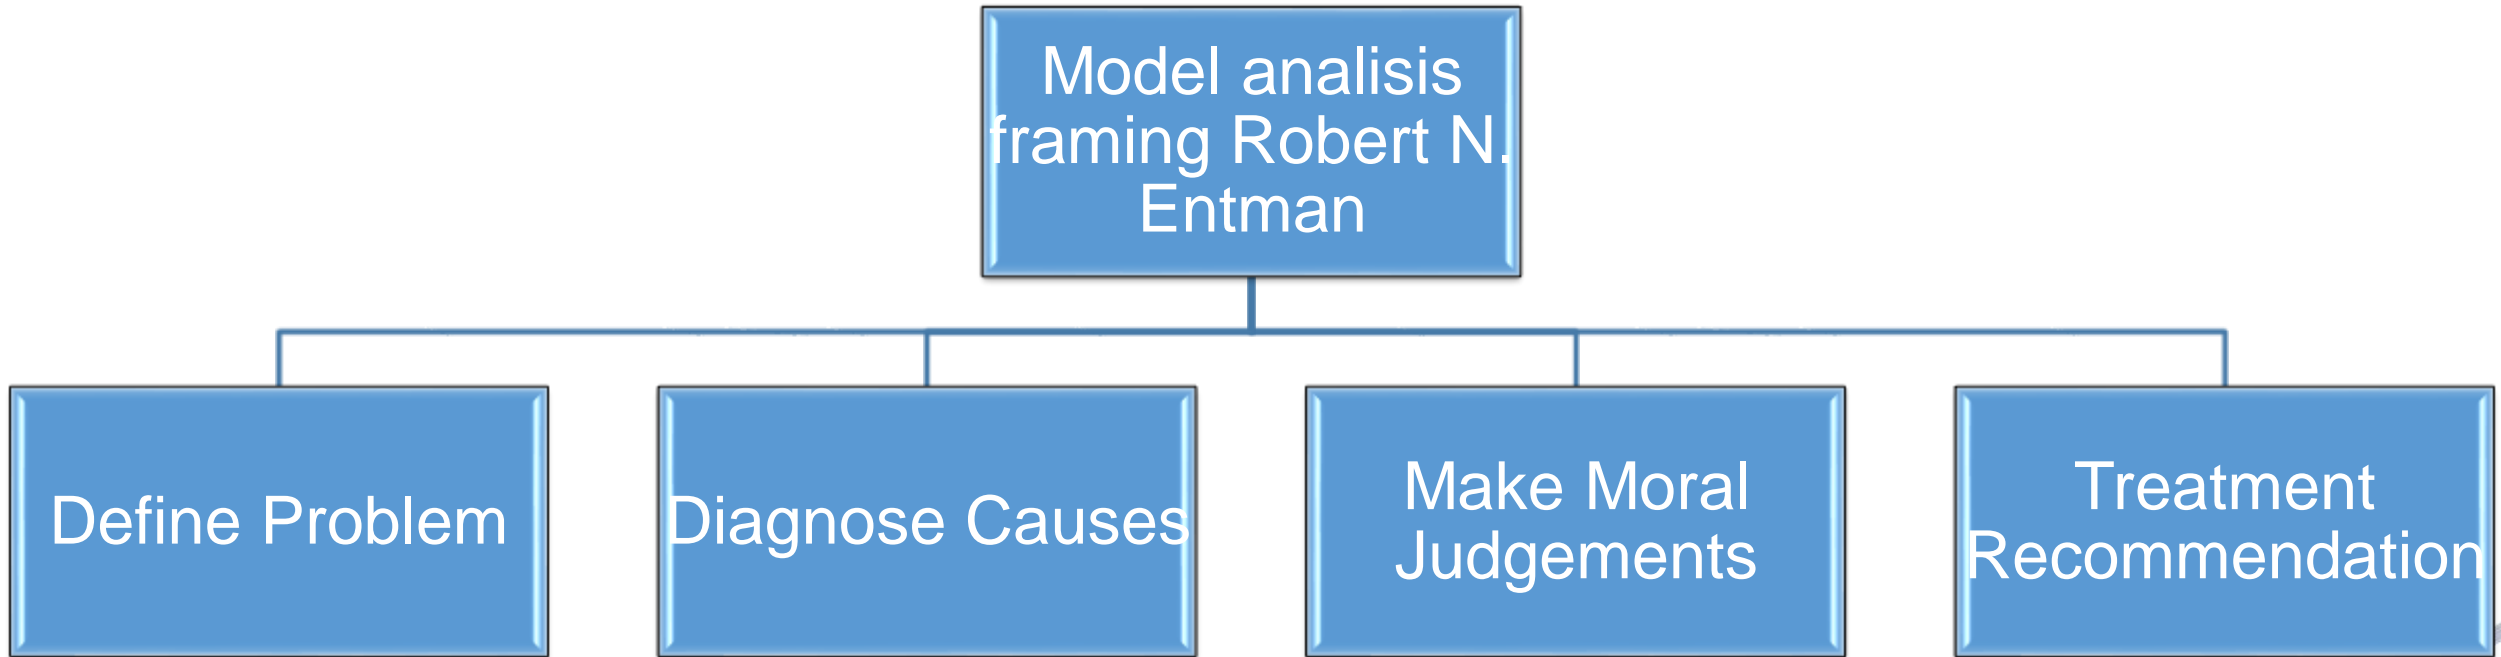 Model analisis
framing Robert N.
Entman
Define Problem
Diagnose Causes
Make Moral
Judgements
Treatment
Recommendation